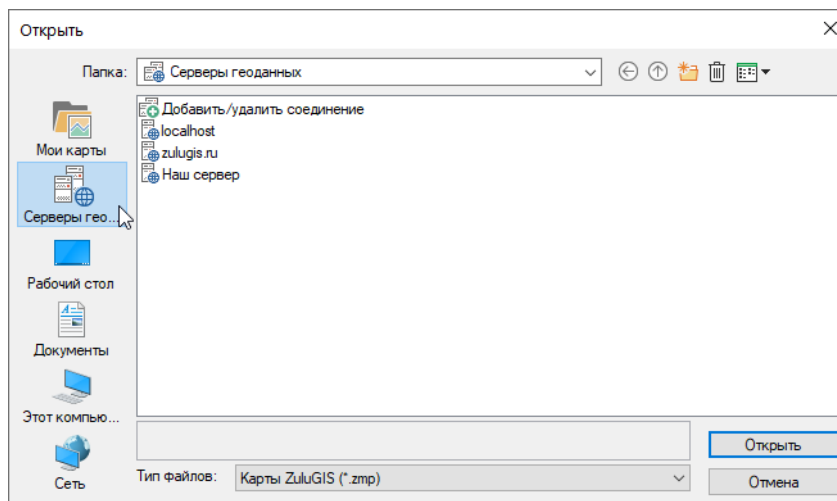 Открыть
Папка: Серверы геоданных
Мои карты
Серверы гео...
Рабочий стол
Документы
Этот компью...
Сеть
Добавить/удалить соединение
localhost
zulugis.ru
Наш сервер
Открыть
Тип файлов: Карты ZuluGIS (*.zmp)
Отмена